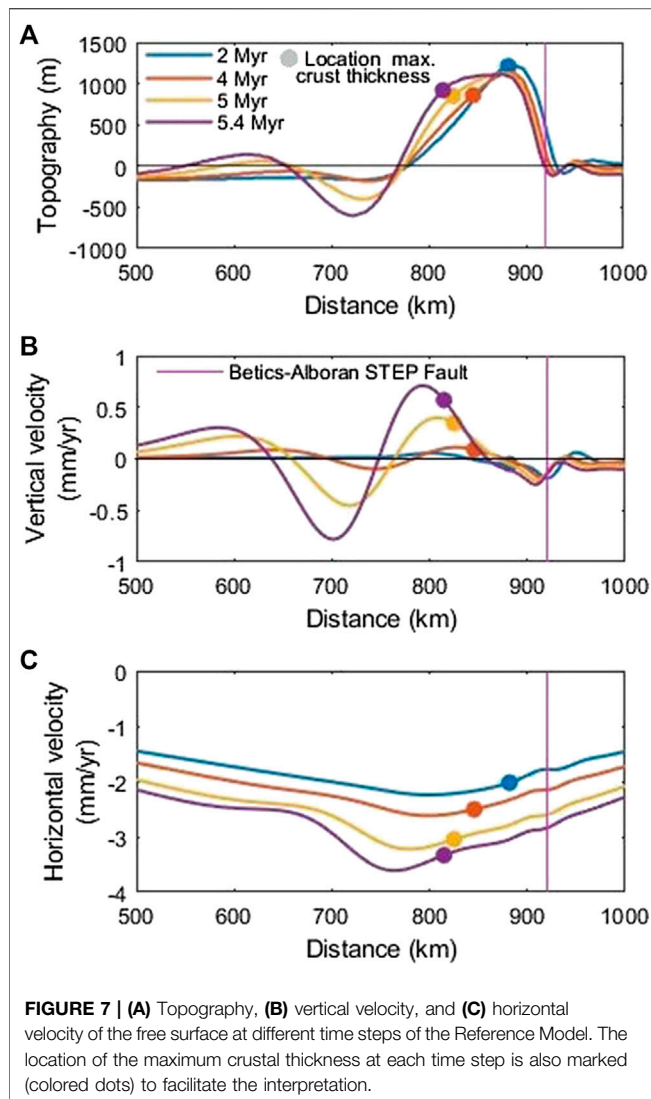 A
1500
1000
500
0
-500
-1000
Topography (m)
2 Myr
4 Myr
5 Myr
5.4 Myr
Location max.
crust thickness
500 600 700 800 900 1000
Distance (km)
B
1
0.5
0
-0.5
-1
Vertical velocity
(mm/yr)
Betics-Alboran STEP Fault
500 600 700 800 900 1000
Distance (km)
C
0
-1
-2
-3
-4
Horizontal velocity
(mm/yr)
500 600 700 800 900 1000
Distance (km)
FIGURE 7 | (A) Topography, (B) vertical velocity, and (C) horizontal
velocity of the free surface at different time steps of the Reference Model. The
location of the maximum crustal thickness at each time step is also marked
(colored dots) to facilitate the interpretation.